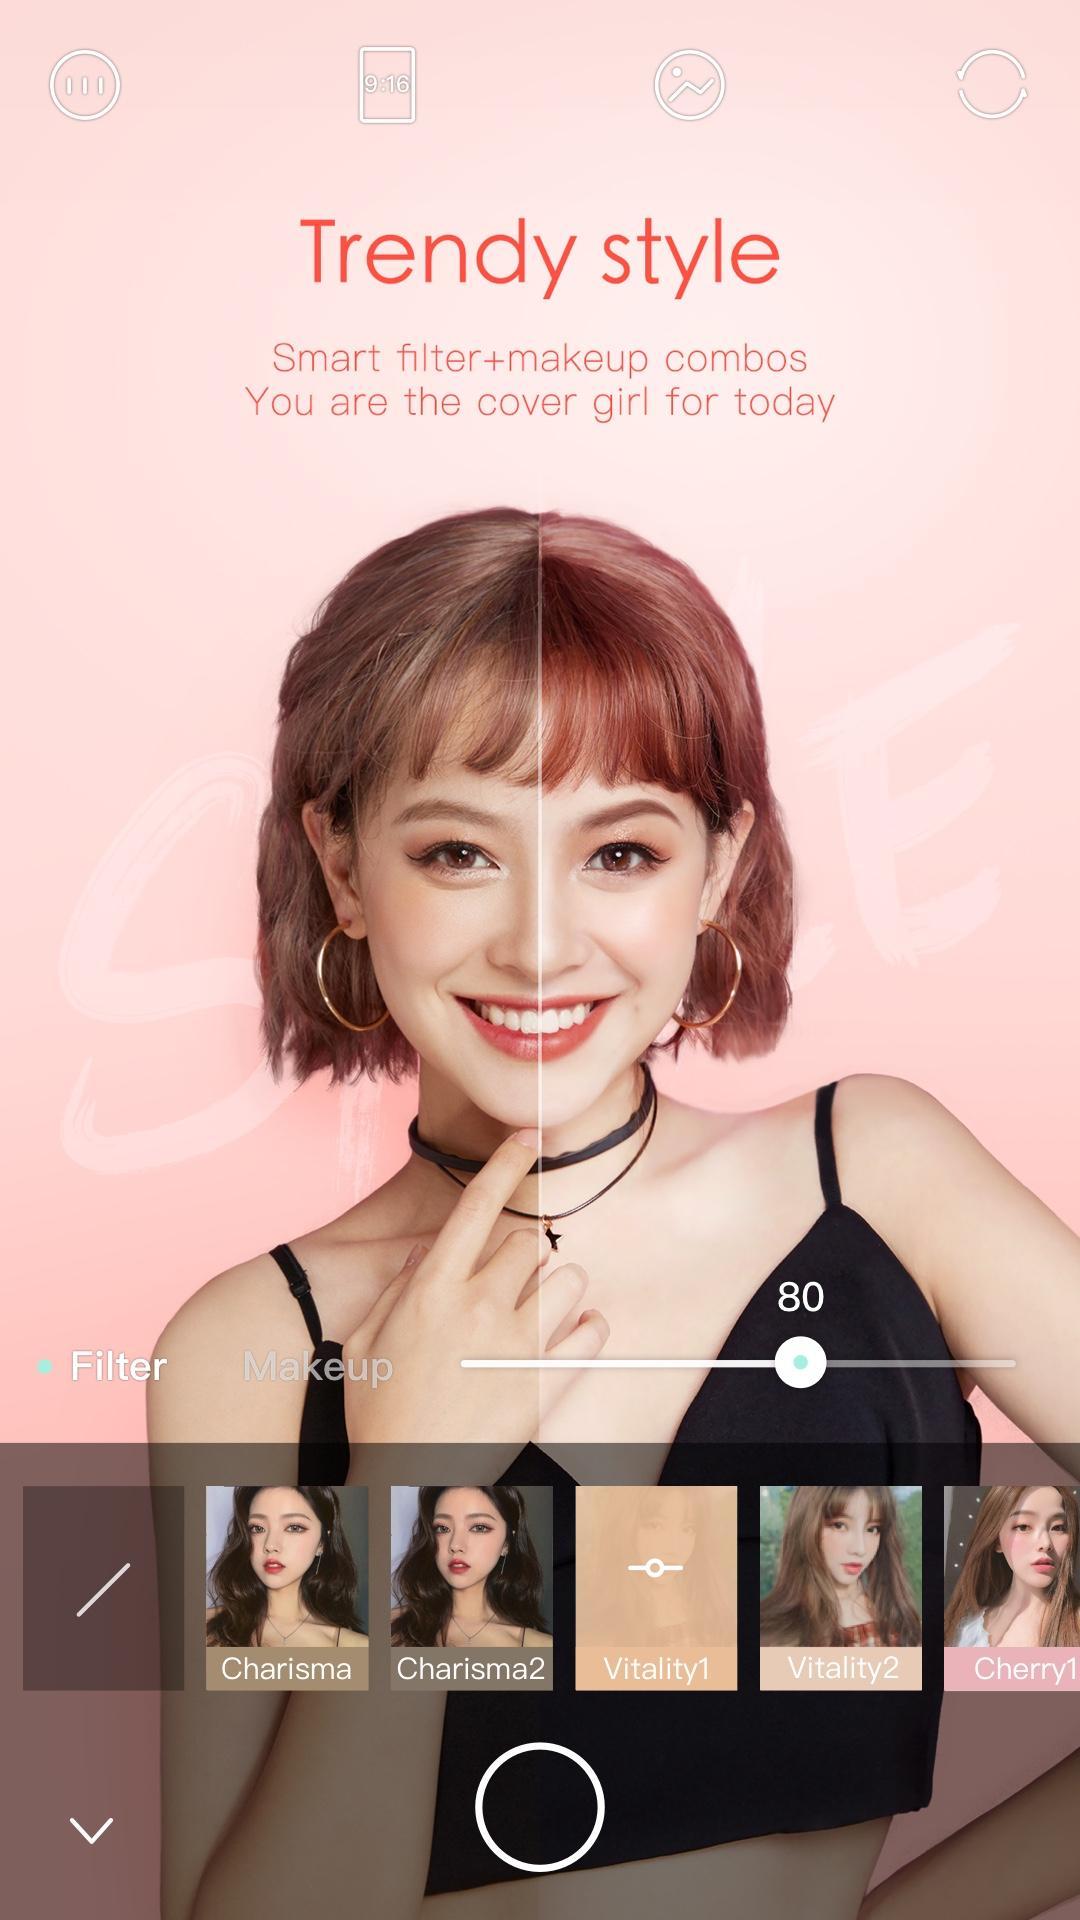 9:16
Trendy style
Smart filter+makeup combos
You are the cover girl for today
STYLE
80
Filter Makeup
Charisma Charisma2 Vitality1 Vitality2 Cherry1